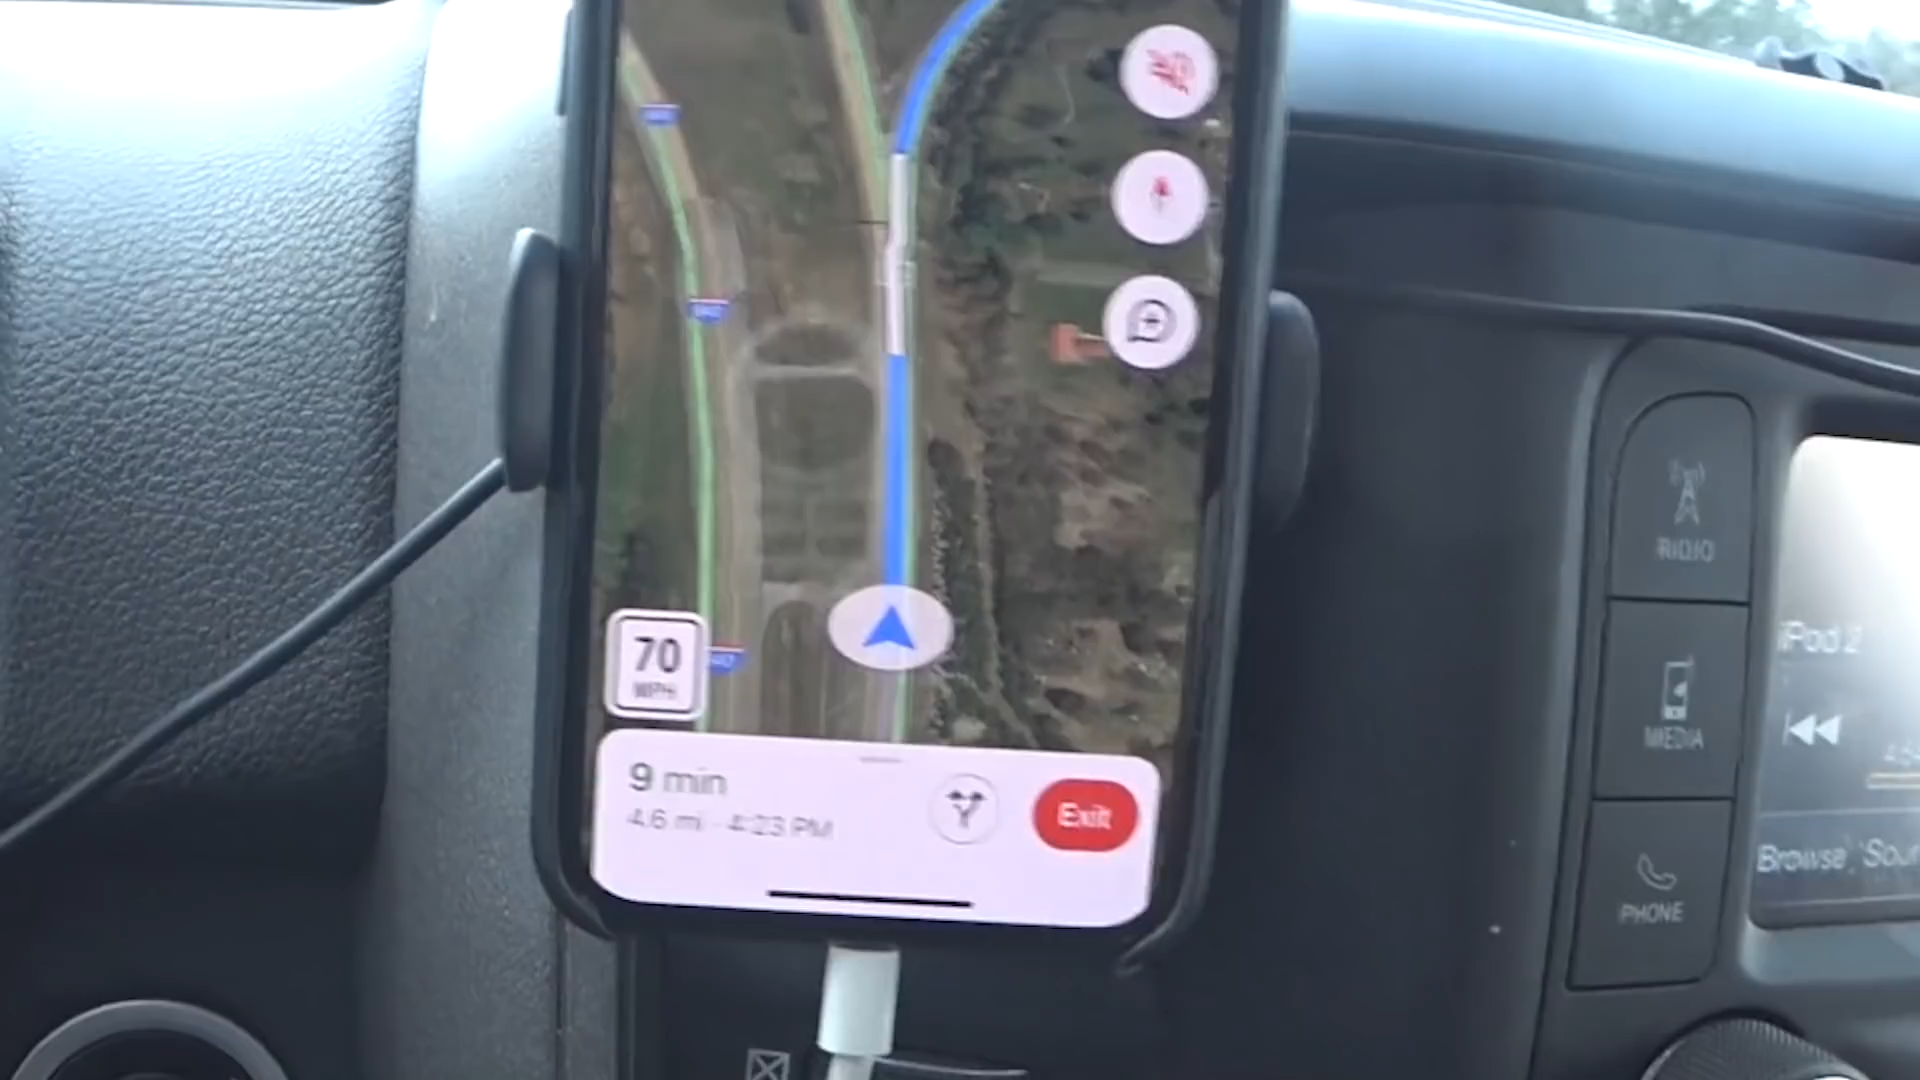 70
MPH
9 min
4.6 mi · 4:23 PM
Exit
RADIO
MEDIA
PHONE
iPod 2
Browse